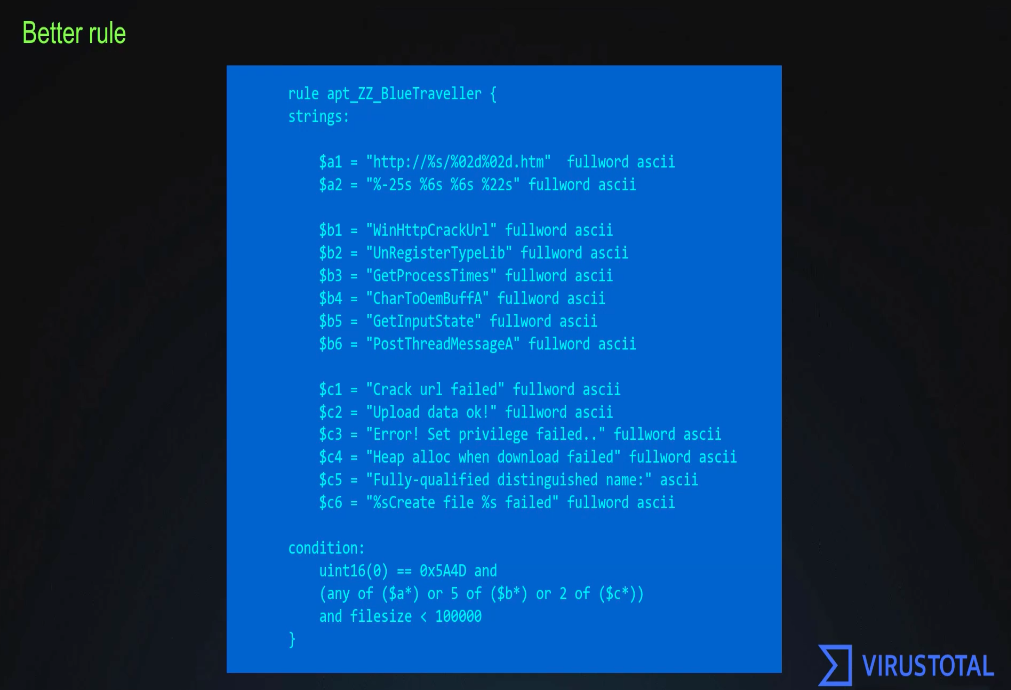 Better rule
rule apt_ZZ_BlueTraveller {
strings:
$a1 = "http://%s/%02d%02d.htm"  fullword ascii
$a2 = "%-25s %6s %6s %22s" fullword ascii
$b1 = "WinHttpCrackUrl" fullword ascii
$b2 = "UnRegisterTypeLib" fullword ascii
$b3 = "GetProcessTimes" fullword ascii
$b4 = "CharToOemBuffA" fullword ascii
$b5 = "GetInputState" fullword ascii
$b6 = "PostThreadMessageA" fullword ascii
$c1 = "Crack url failed" fullword ascii
$c2 = "Upload data ok!" fullword ascii
$c3 = "Error! Set privilege failed.." fullword ascii
$c4 = "Heap alloc when download failed" fullword ascii
$c5 = "Fully-qualified distinguished name:" ascii
$c6 = "%sCreate file %s failed" fullword ascii
condition:
uint16(0) == 0x5A4D and
(any of ($a*) or 5 of ($b*) or 2 of ($c*))
and filesize < 100000
}
VIRUSTOTAL